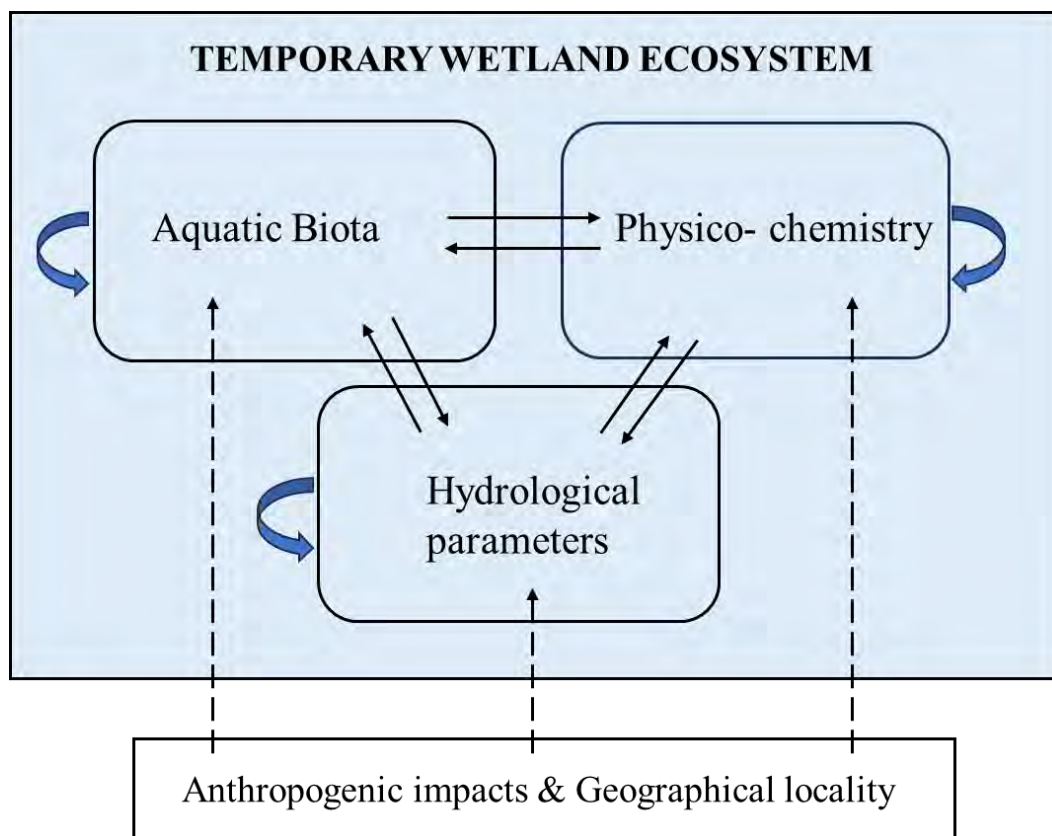 TEMPORARY WETLAND ECOSYSTEM
Aquatic Biota
Physico- chemistry
Hydrological
parameters
Anthropogenic impacts & Geographical locality